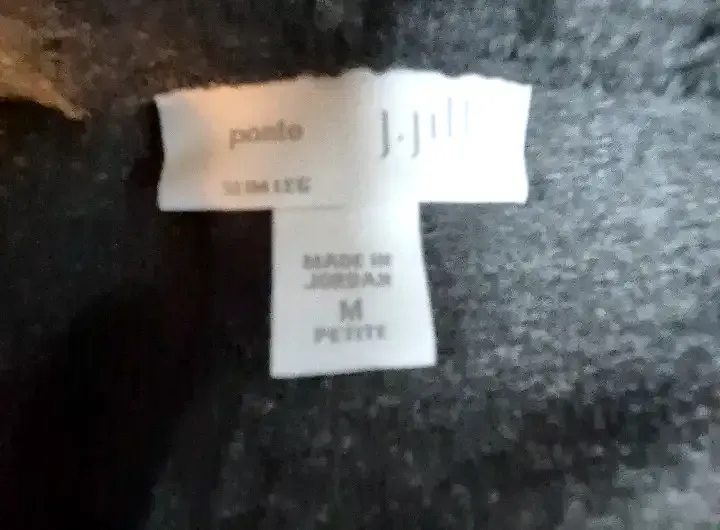 ponte j.jill
SLIM LEG
MADE IN
JORDAN
M
PETITE